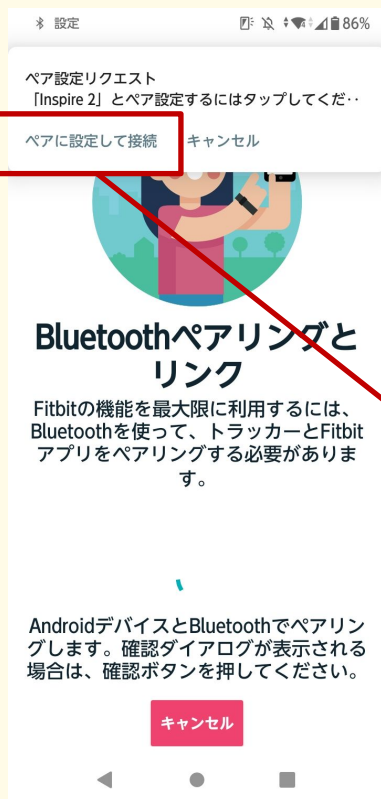 設定 86%
ペア設定リクエスト
「Inspire 2」とペア設定するにはタップしてくだ‥
ペアに設定して接続 キャンセル
Bluetoothペアリングと
リンク
Fitbitの機能を最大限に利用するには、
Bluetoothを使って、トラッカーとFitbit
アプリをペアリングする必要がありま
す。
AndroidデバイスとBluetoothでペアリン
グします。確認ダイアログが表示される
場合は、確認ボタンを押してください。
キャンセル